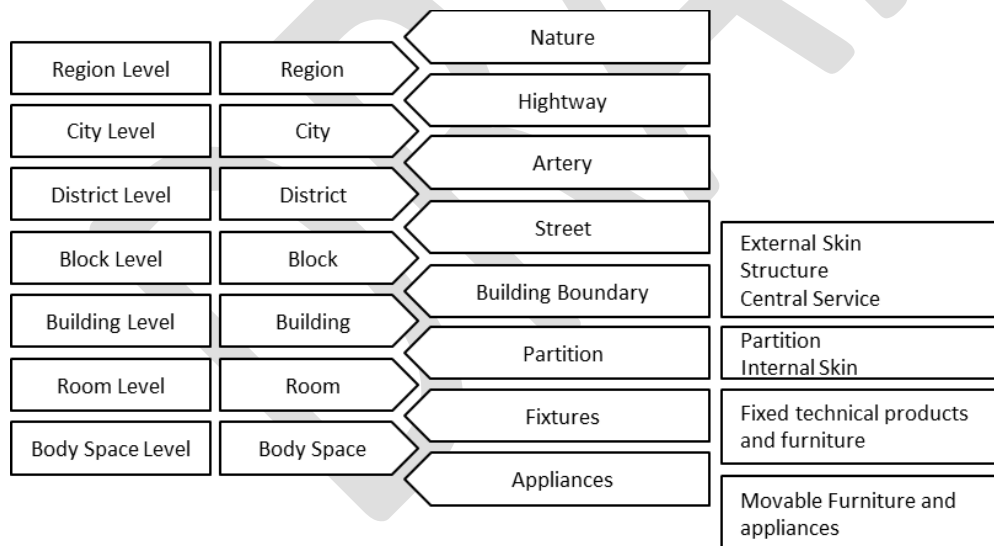 Nature
Region Level
Region
Hightway
City Level
City
Artery
District Level
District
Street
Block Level
Block
External Skin
Structure
Central Service
Building Boundary
Building Level
Building
Partition
Partition
Internal Skin
Room Level
Room
Fixtures
Fixed technical products
and furniture
Body Space Level
Body Space
Appliances
Movable Furniture and
appliances